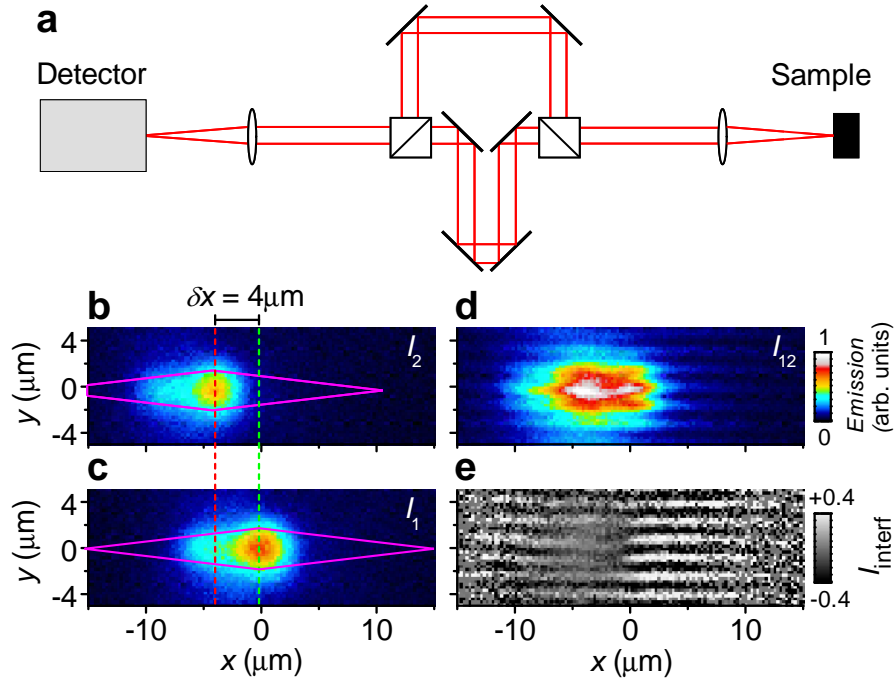 a
Detector
Sample
b
δx = 4μm
d
I2
I12
4
0
-4
y (μm)
1
0
Emission
(arb. units)
c
e
I1
4
0
-4
y (μm)
-10
0
10
x (μm)
-10
0
10
x (μm)
+0.4
-0.4
Iinterf